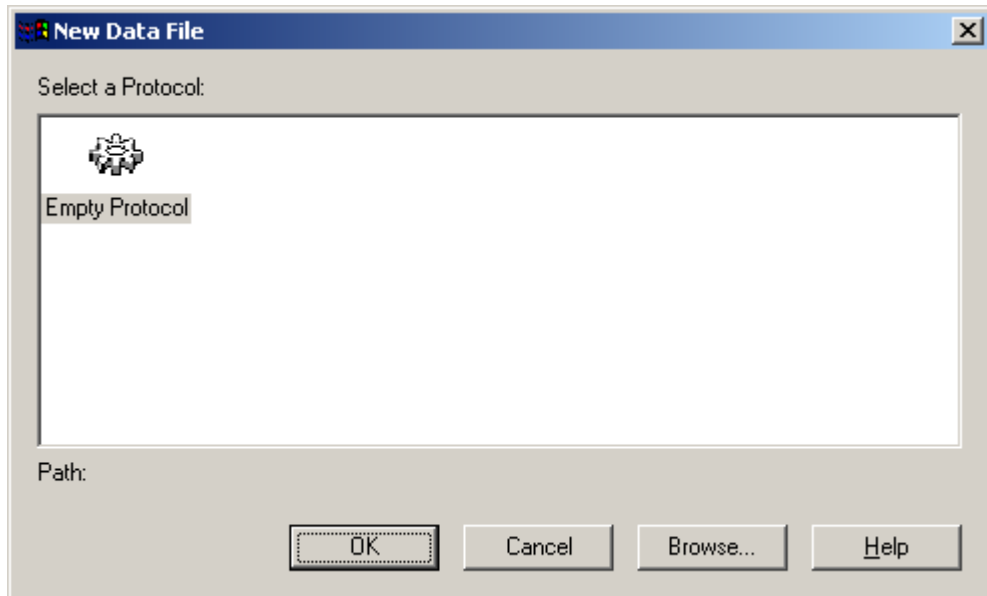 New Data File
Select a Protocol:
Empty Protocol
Path:
OK Cancel Browse... Help